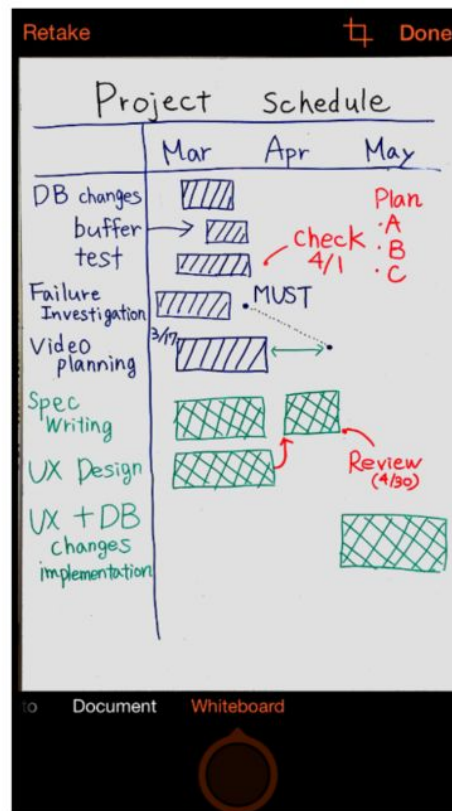 Retake
Done
Project Schedule
Mar Apr May
DB changes
buffer
test
Check
4/1
Plan
·A
·B
·C
Failure
Investigation
MUST
3/17
Video
planning
Spec
Writing
UX Design
Review
(4/30)
UX + DB
changes
implementation
to Document Whiteboard